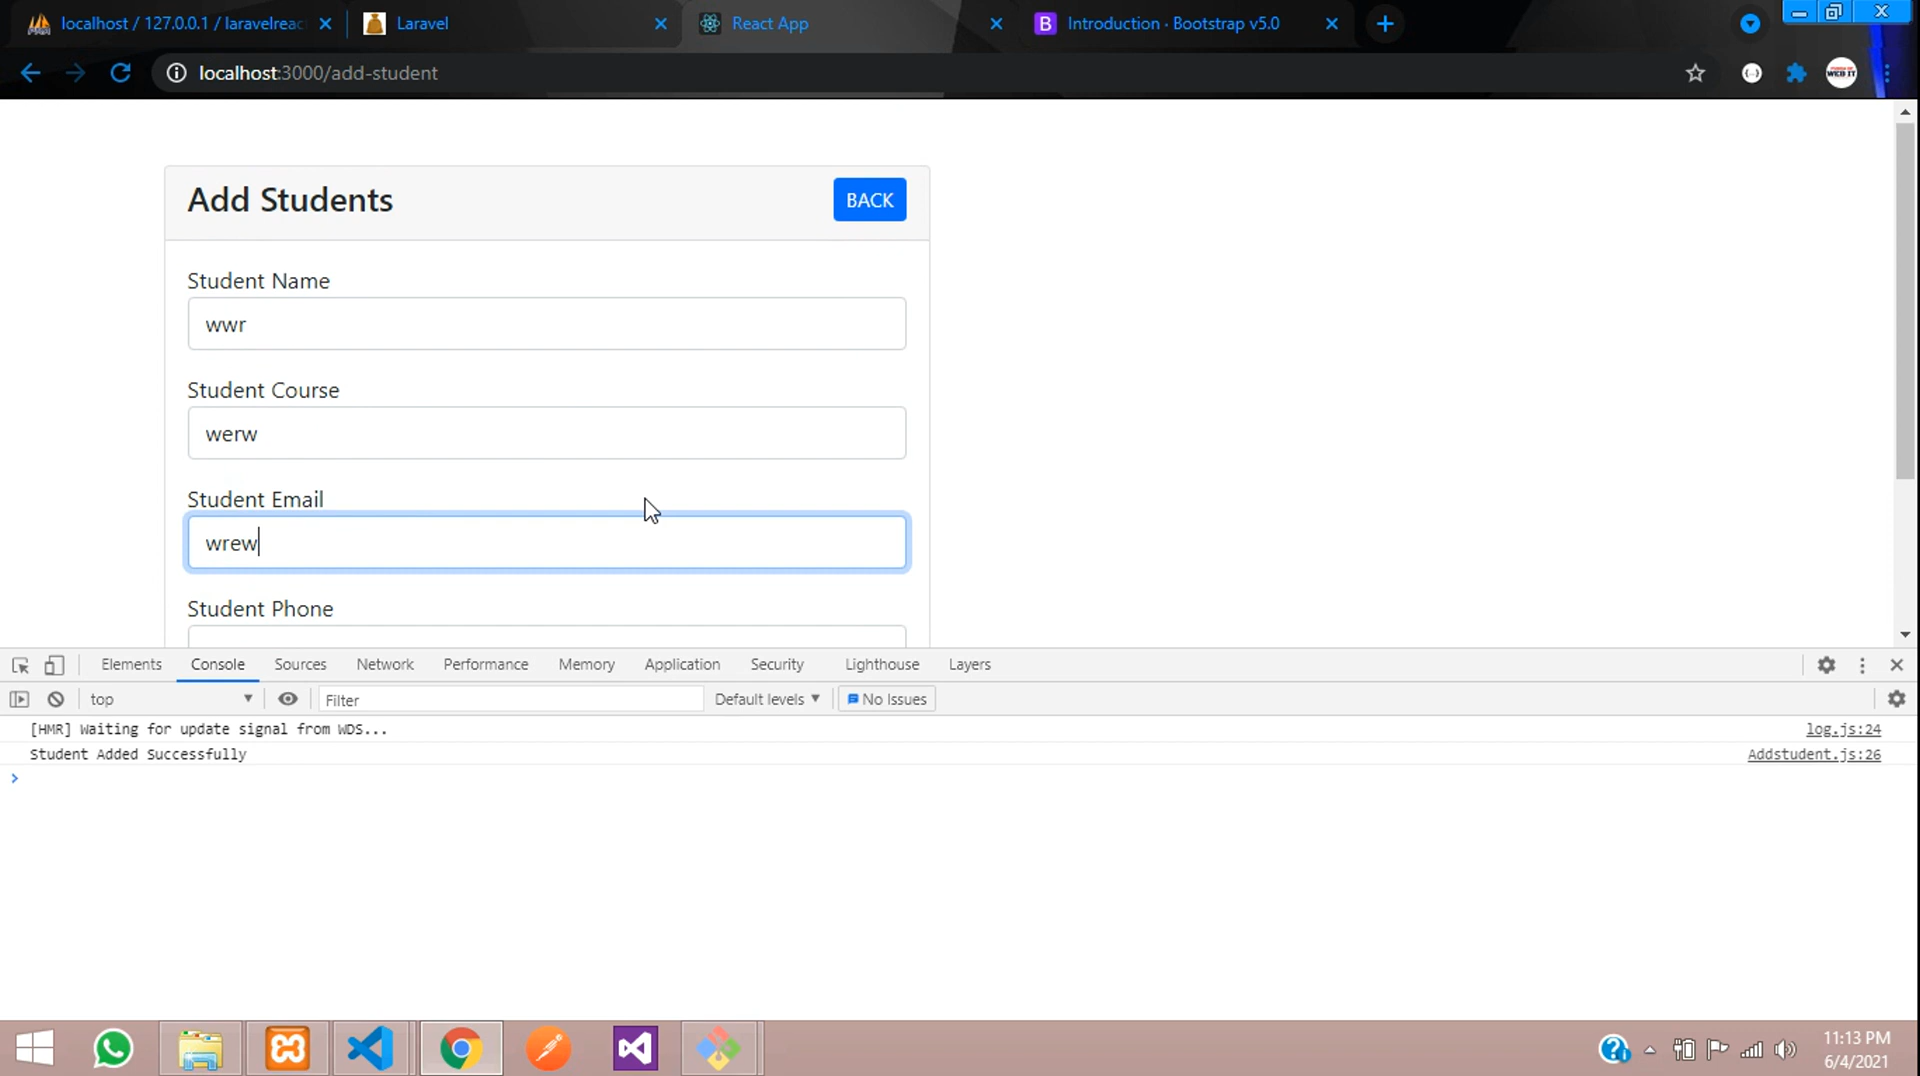 localhost / 127.0.0.1 / laravelreac
Laravel
React App
Introduction · Bootstrap v5.0
localhost:3000/add-student
WEB IT
Add Students
BACK
Student Name
wwr
Student Course
werw
Student Email
wrew
Student Phone
Elements Console Sources Network Performance Memory Application Security Lighthouse Layers
top Filter Default levels No Issues
[HMR] Waiting for update signal from WDS... log.js:24
Student Added Successfully Addstudent.js:26
11:13 PM
6/4/2021